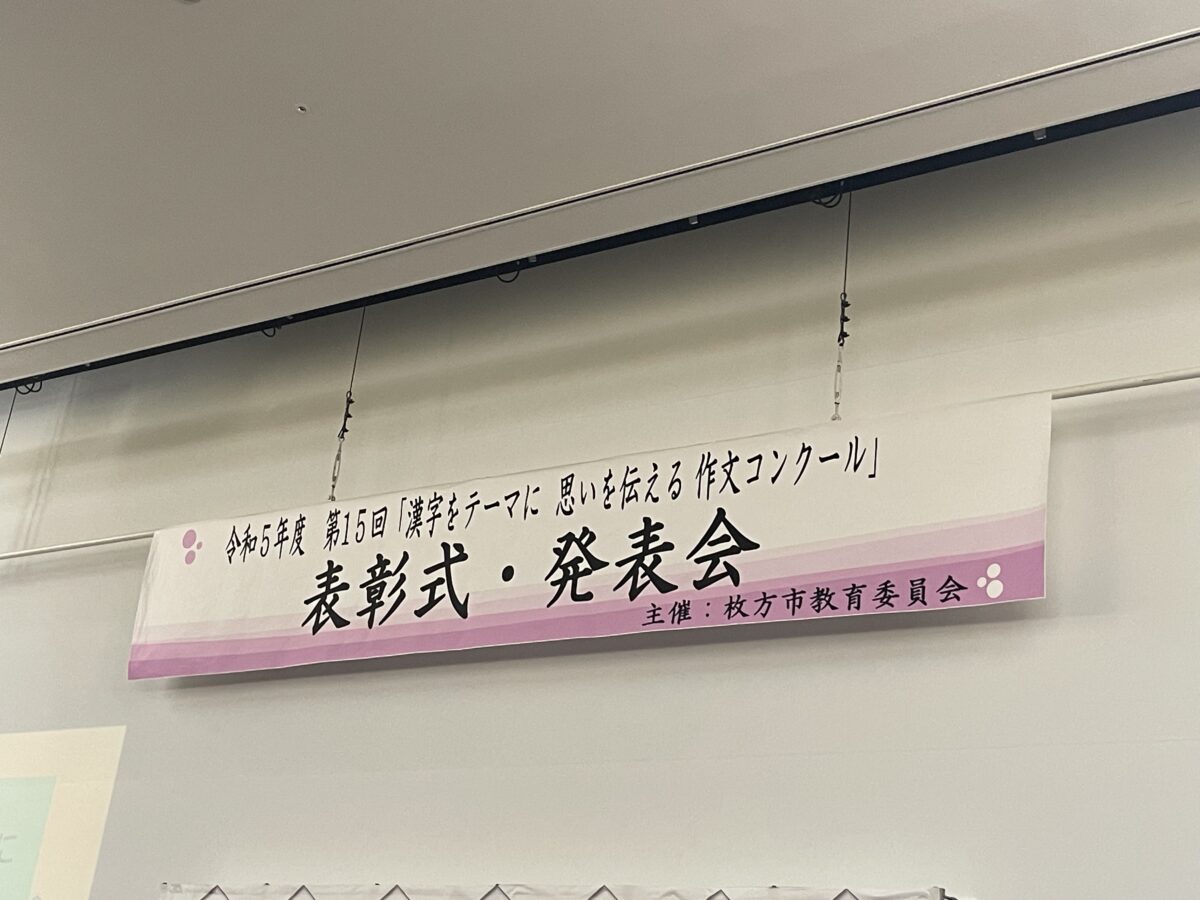 令和5年度 第15回「漢字をテーマに 思いを伝える 作文コンクール」
表彰式・発表会
主催:枚方市教育委員会
に